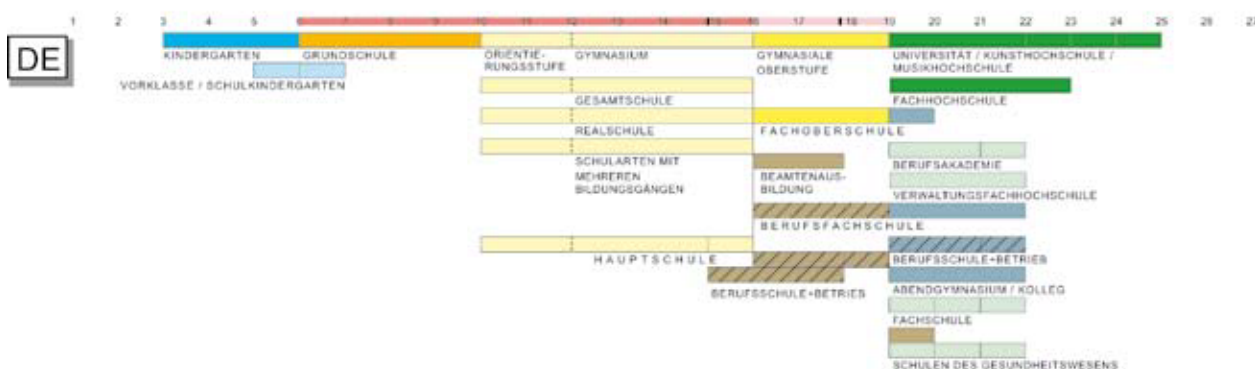 1 2 3 4 5 6 7 8 9 10 11 12 13 14 15 16 17 18 19 20 21 22 23 24 25 26 27
DE
KINDERGARTEN GRUNDSCHULE ORIENTIE- GYMNASIUM GYMNASIALE UNIVERSITÄT / KUNSTHOCHSCHULE /
RUNGSSTUFE OBERSTUFE MUSIKHOCHSCHULE
VORKLASSE / SCHULKINDERGARTEN
GESAMTSCHULE FACHHOCHSCHULE
REALSCHULE FACHOBERSCHULE
SCHULARTEN MIT BERUFSAKADEMIE
MEHREREN BEAMTENAUS-
BILDUNGSGÄNGEN BILDUNG VERWALTUNGSFACHHOCHSCHULE
BERUFSFACHSCHULE
HAUPTSCHULE BERUFSSCHULE+BETRIEB
BERUFSSCHULE+BETRIEB ABENDGYMNASIUM / KOLLEG
FACHSCHULE
SCHULEN DES GESUNDHEITSWESENS